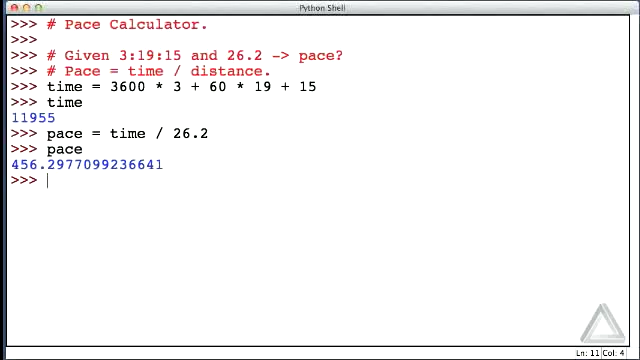 Python Shell
>>> # Pace Calculator.
>>>
>>> # Given 3:19:15 and 26.2 -> pace?
>>> # Pace = time / distance.
>>> time = 3600 * 3 + 60 * 19 + 15
>>> time
11955
>>> pace = time / 26.2
>>> pace
456.2977099236641
>>>
Ln: 11 Col: 4